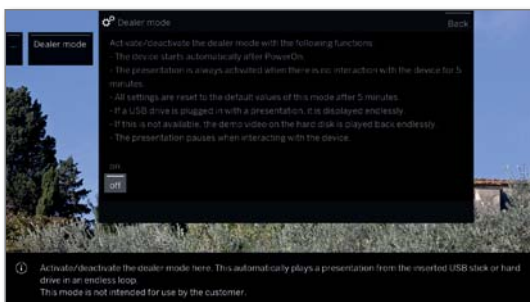 Dealer mode
Back
...
Dealer mode
Activate/deactivate the dealer mode with the following functions
- The device starts automatically after PowerOn.
- The presentation is always activated when there is no interaction with the device for 5
minutes.
- All settings are reset to the default values of this mode after 5 minutes.
- If a USB drive is plugged in with a presentation, it is displayed endlessly
- If this is not available, the demo video on the hard disk is played back endlessly
- The presentation pauses when interacting with the device.
on
off
Activate/deactivate the dealer mode here. This automatically plays a presentation from the inserted USB stick or hard
drive in an endless loop.
This mode is not intended for use by the customer.